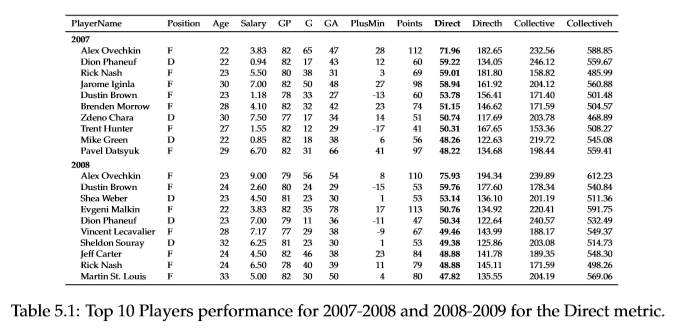 PlayerName Position Age Salary GP G GA PlusMin Points Direct Directh Collective Collectiveh
2007
Alex Ovechkin F 22 3.83 82 65 47 28 112 71.96 182.65 232.56 588.85
Dion Phaneuf D 22 0.94 82 17 43 12 60 59.22 134.05 246.12 559.67
Rick Nash F 23 5.50 80 38 31 3 69 59.01 181.80 158.82 485.99
Jarome Iginla F 30 7.00 82 50 48 27 98 58.94 161.92 204.12 560.88
Dustin Brown F 23 1.18 78 33 27 -13 60 53.78 156.41 171.40 501.48
Brenden Morrow F 28 4.10 82 32 42 23 74 51.15 146.62 171.59 504.57
Zdeno Chara D 30 7.50 77 17 34 14 51 50.74 117.69 203.78 468.89
Trent Hunter F 27 1.55 82 12 29 -17 41 50.31 167.65 153.36 508.27
Mike Green D 22 0.85 82 18 38 6 56 48.26 122.63 219.72 545.08
Pavel Datsyuk F 29 6.70 82 31 66 41 97 48.22 134.68 198.44 559.41
2008
Alex Ovechkin F 23 9.00 79 56 54 8 110 75.93 194.34 239.89 612.23
Dustin Brown F 24 2.60 80 24 29 -15 53 59.76 177.60 178.34 540.84
Shea Weber D 23 4.50 81 23 30 1 53 53.14 136.10 201.19 511.36
Evgeni Malkin F 22 3.83 82 35 78 17 113 50.76 134.92 220.41 591.75
Dion Phaneuf D 23 7.00 79 11 36 -11 47 50.34 122.64 240.57 532.49
Vincent Lecavalier F 28 7.17 77 29 38 -9 67 49.46 143.99 188.17 549.37
Sheldon Souray D 32 6.25 81 23 30 1 53 49.38 125.86 203.08 514.73
Jeff Carter F 24 4.50 82 46 38 23 84 48.88 141.78 189.35 548.30
Rick Nash F 24 6.50 78 40 39 11 79 48.88 145.11 171.59 498.26
Martin St. Louis F 33 5.00 82 30 50 4 80 47.82 135.55 204.19 569.06
Table 5.1: Top 10 Players performance for 2007-2008 and 2008-2009 for the Direct metric.